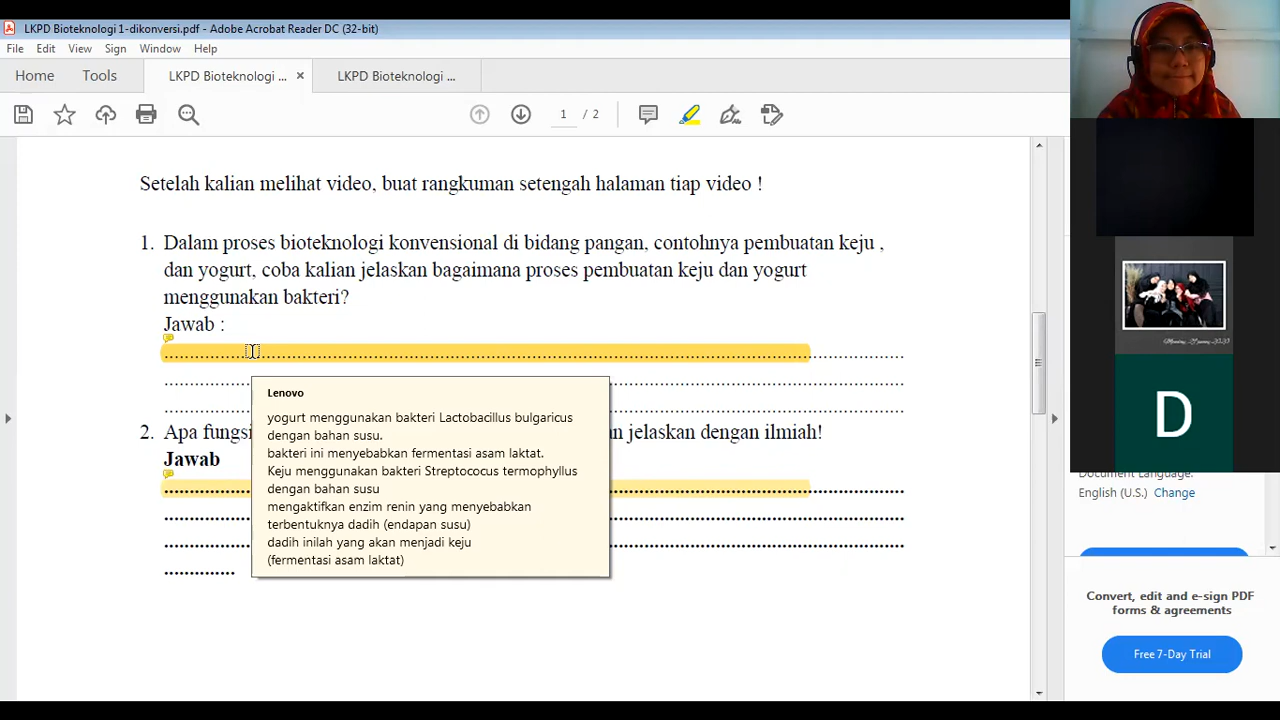 LKPD Bioteknologi 1-dikonversi.pdf - Adobe Acrobat Reader DC (32-bit)
File Edit View Sign Window Help
Home Tools LKPD Bioteknologi ... × LKPD Bioteknologi ...
1 / 2
Setelah kalian melihat video, buat rangkuman setengah halaman tiap video !
1. Dalam proses bioteknologi konvensional di bidang pangan, contohnya pembuatan keju ,
dan yogurt, coba kalian jelaskan bagaimana proses pembuatan keju dan yogurt
menggunakan bakteri?
Jawab :
Lenovo
yogurt menggunakan bakteri Lactobacillus bulgaricus
dengan bahan susu.
bakteri ini menyebabkan fermentasi asam laktat.
Keju menggunakan bakteri Streptococus termophyllus
dengan bahan susu
mengaktifkan enzim renin yang menyebabkan
terbentuknya dadih (endapan susu)
dadih inilah yang akan menjadi keju
(fermentasi asam laktat)
2. Apa fungsi jelaskan dengan ilmiah!
Jawab
D
Document Language:
English (U.S.) Change
Convert, edit and e-sign PDF
forms & agreements
Free 7-Day Trial